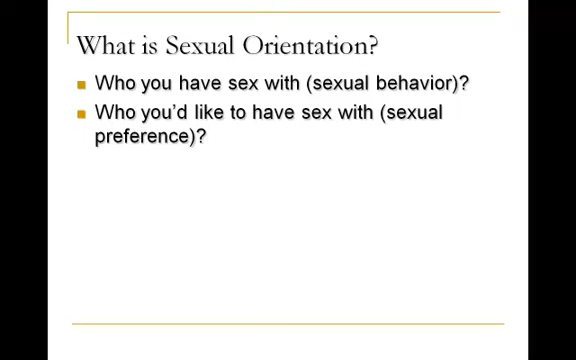 What is Sexual Orientation?
Who you have sex with (sexual behavior)?
Who you'd like to have sex with (sexual
preference)?